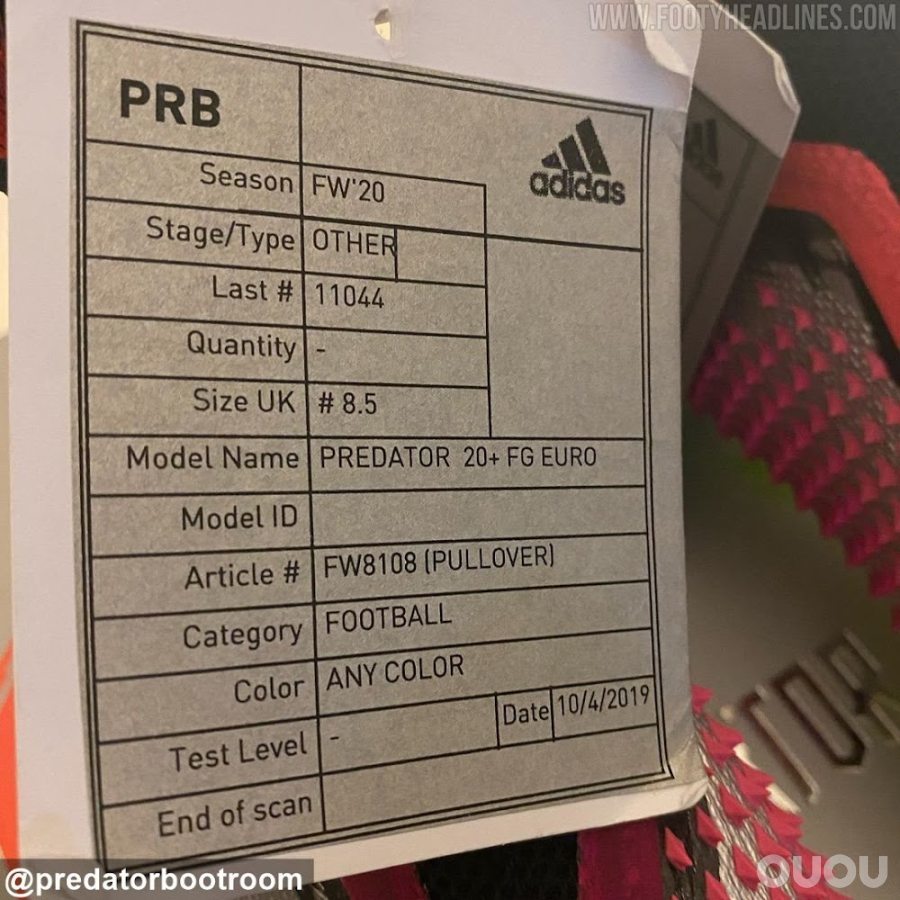 WWW.FOOTYHEADLINES.COM
PRB
adidas
Season FW'20
Stage/Type OTHER
Last # 11044
Quantity -
Size UK # 8.5
Model Name PREDATOR 20+ FG EURO
Model ID
Article # FW8108 (PULLOVER)
Category FOOTBALL
Color ANY COLOR
Test Level - Date 10/4/2019
End of scan
@predatorbootroom
OUOU